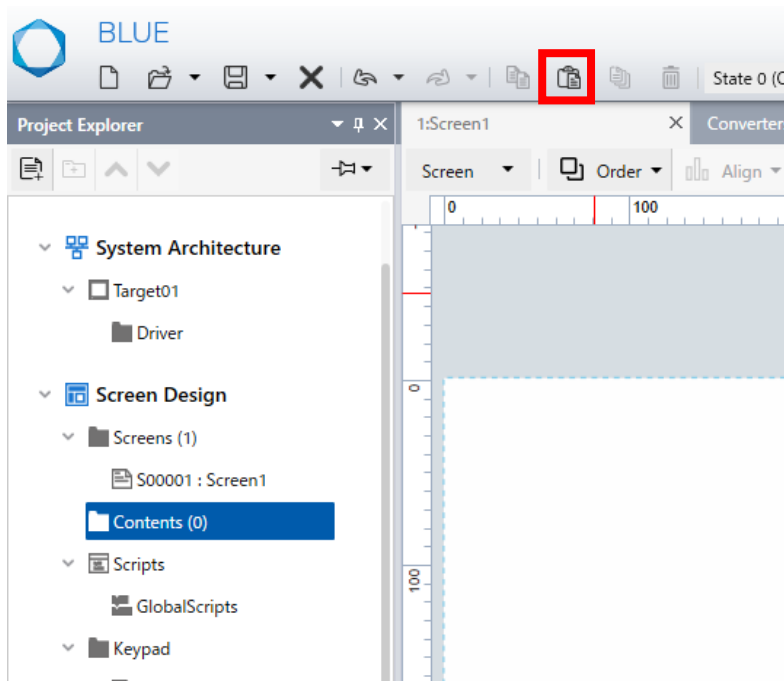 BLUE
State 0 (O
Project Explorer
1:Screen1
Converter
Screen
Order
Align
0
100
System Architecture
Target01
Driver
0
Screen Design
Screens (1)
S00001 : Screen1
Contents (0)
Scripts
100
GlobalScripts
Keypad